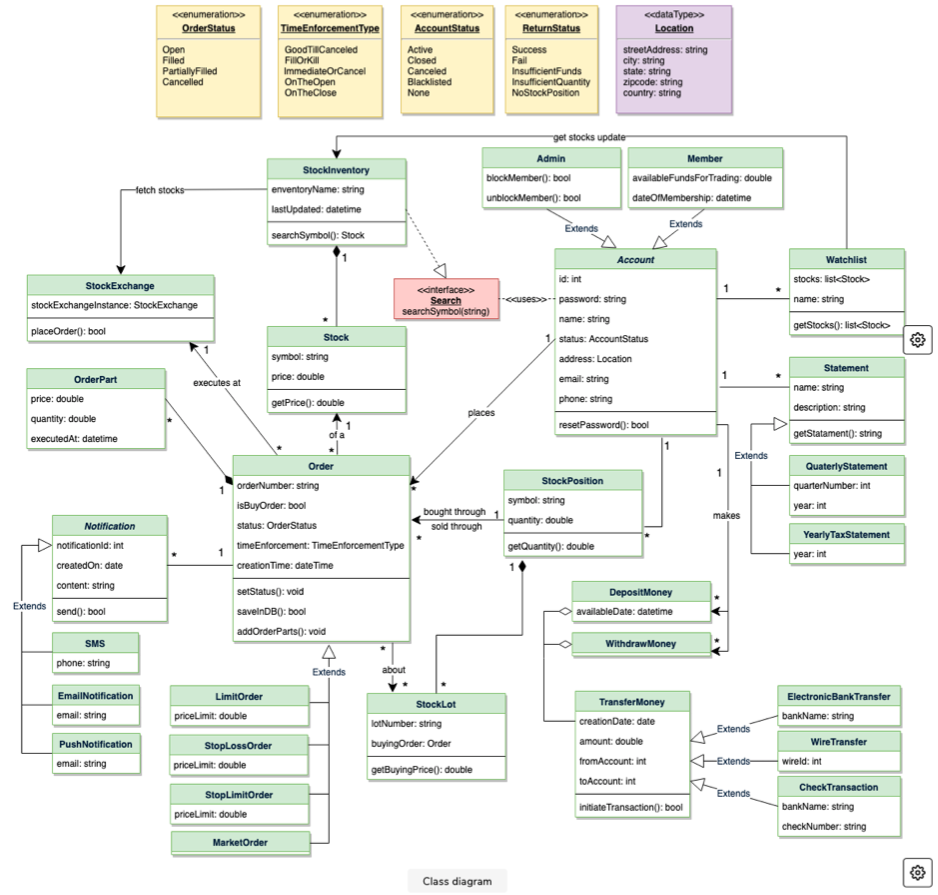 <<enumeration>>
OrderStatus
Open
Filled
PartiallyFilled
Cancelled
<<enumeration>>
TimeEnforcementType
GoodTillCanceled
FillOrKill
ImmediateOrCancel
OnTheOpen
OnTheClose
<<enumeration>>
AccountStatus
Active
Closed
Canceled
Blacklisted
None
<<enumeration>>
ReturnStatus
Success
Fail
InsufficientFunds
InsufficientQuantity
NoStockPosition
<<dataType>>
Location
streetAddress: string
city: string
state: string
zipcode: string
country: string
get stocks update
StockInventory
enventoryName: string
lastUpdated: datetime
searchSymbol(): Stock
fetch stocks
1
*
Admin
blockMember(): bool
unblockMember(): bool
Member
availableFundsForTrading: double
dateOfMembership: datetime
Extends
Extends
StockExchange
stockExchangeInstance: StockExchange
placeOrder(): bool
1
executes at
*
<<interface>>
Search
searchSymbol(string)
<<uses>>
Account
id: int
password: string
name: string
status: AccountStatus
address: Location
email: string
phone: string
resetPassword(): bool
1
*
Watchlist
stocks: list<Stock>
name: string
getStocks(): list<Stock>
Stock
symbol: string
price: double
getPrice(): double
1
of a
*
1
places
*
1
*
Statement
name: string
description: string
getStatament(): string
Extends
QuaterlyStatement
quarterNumber: int
year: int
YearlyTaxStatement
year: int
OrderPart
price: double
quantity: double
executedAt: datetime
*
1
Order
orderNumber: string
isBuyOrder: bool
status: OrderStatus
timeEnforcement: TimeEnforcementType
creationTime: dateTime
setStatus(): void
saveInDB(): bool
addOrderParts(): void
StockPosition
symbol: string
quantity: double
getQuantity(): double
bought through
sold through
1
*
1
*
1
makes
*
*
Notification
notificationId: int
createdOn: date
content: string
send(): bool
*
1
Extends
SMS
phone: string
EmailNotification
email: string
PushNotification
email: string
Extends
LimitOrder
priceLimit: double
StopLossOrder
priceLimit: double
StopLimitOrder
priceLimit: double
MarketOrder
*
about
*
1
*
StockLot
lotNumber: string
buyingOrder: Order
getBuyingPrice(): double
DepositMoney
availableDate: datetime
WithdrawMoney
TransferMoney
creationDate: date
amount: double
fromAccount: int
toAccount: int
initiateTransaction(): bool
Extends
Extends
Extends
ElectronicBankTransfer
bankName: string
WireTransfer
wireId: int
CheckTransaction
bankName: string
checkNumber: string
Class diagram